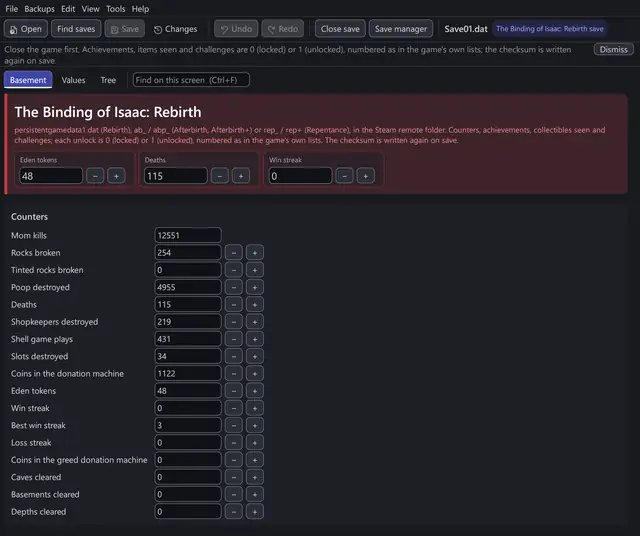 File Backups Edit View Tools Help
Open Find saves Save Changes Undo Redo Close save Save manager Save01.dat The Binding of Isaac: Rebirth save
Close the game first. Achievements, items seen and challenges are 0 (locked) or 1 (unlocked), numbered as in the game's own lists; the checksum is written again on save.
Dismiss
Basement Values Tree Find on this screen (Ctrl+F)
The Binding of Isaac: Rebirth
persistentgamedata1.dat (Rebirth), ab_ / abp_ (Afterbirth, Afterbirth+) or rep_ / rep+ (Repentance), in the Steam remote folder. Counters, achievements, collectibles seen and
challenges; each unlock is 0 (locked) or 1 (unlocked), numbered as in the game's own lists. The checksum is written again on save.
Eden tokens Deaths Win streak
48 − + 115 − + 0 − +
Counters
Mom kills 12551
Rocks broken 254 − +
Tinted rocks broken 0 − +
Poop destroyed 4955 − +
Deaths 115 − +
Shopkeepers destroyed 219 − +
Shell game plays 431 − +
Slots destroyed 34 − +
Coins in the donation machine 1122 − +
Eden tokens 48 − +
Win streak 0 − +
Best win streak 3 − +
Loss streak 0 − +
Coins in the greed donation machine 0 − +
Caves cleared 0 − +
Basements cleared 0 − +
Depths cleared 0 − +